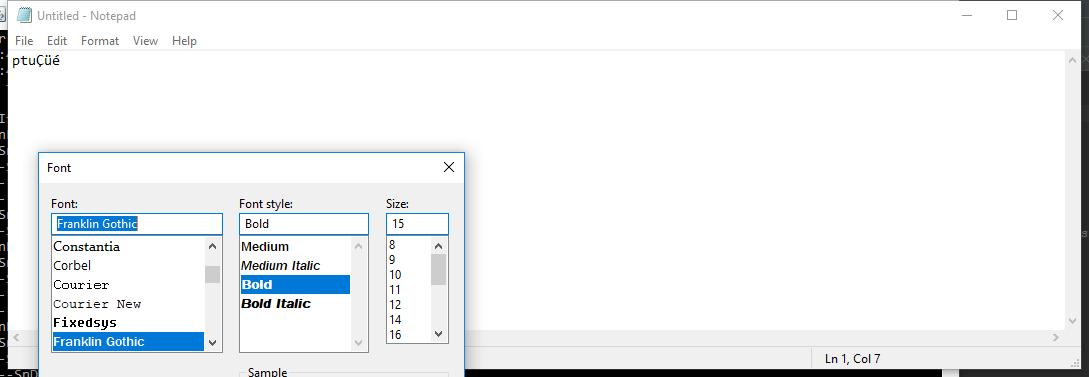 Untitled - Notepad
File Edit Format View Help
ptuÇüé
Font
Font: Font style: Size:
Franklin Gothic Bold 15
Constantia Medium 8
Corbel Medium Italic 9
Courier Bold 10
Courier New Bold Italic 11
Fixedsys 12
Franklin Gothic 14
16
Sample
Ln 1, Col 7